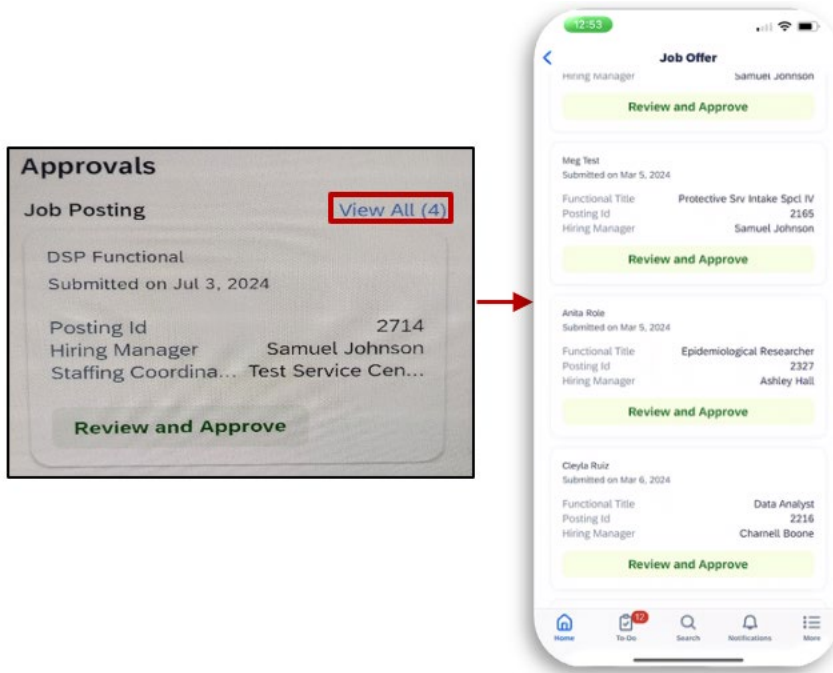 Approvals
Job Posting View All (4)
DSP Functional
Submitted on Jul 3, 2024
Posting Id 2714
Hiring Manager Samuel Johnson
Staffing Coordina... Test Service Cen...
Review and Approve
12:53
Job Offer
Hiring Manager Samuel Johnson
Review and Approve
Meg Test
Submitted on Mar 5, 2024
Functional Title Protective Srv Intake Spcl IV
Posting Id 2165
Hiring Manager Samuel Johnson
Review and Approve
Anita Role
Submitted on Mar 5, 2024
Functional Title Epidemiological Researcher
Posting Id 2327
Hiring Manager Ashley Hall
Review and Approve
Cleyla Ruiz
Submitted on Mar 6, 2024
Functional Title Data Analyst
Posting Id 2216
Hiring Manager Charnell Boone
Review and Approve
12
Home To-Do Search Notifications More